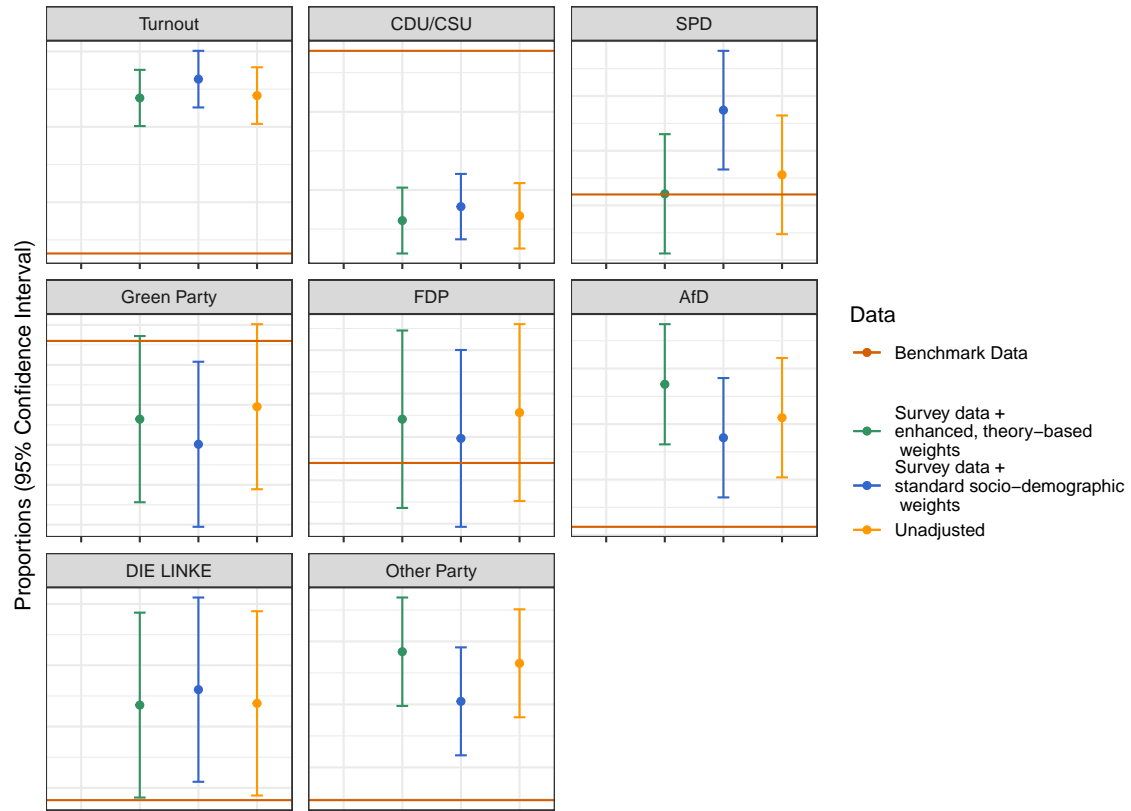 Turnout
CDU/CSU
SPD
Green Party
FDP
AfD
DIE LINKE
Other Party
Proportions (95% Confidence Interval)
Data
Benchmark Data
Survey data +
enhanced, theory−based
weights
Survey data +
standard socio−demographic
weights
Unadjusted